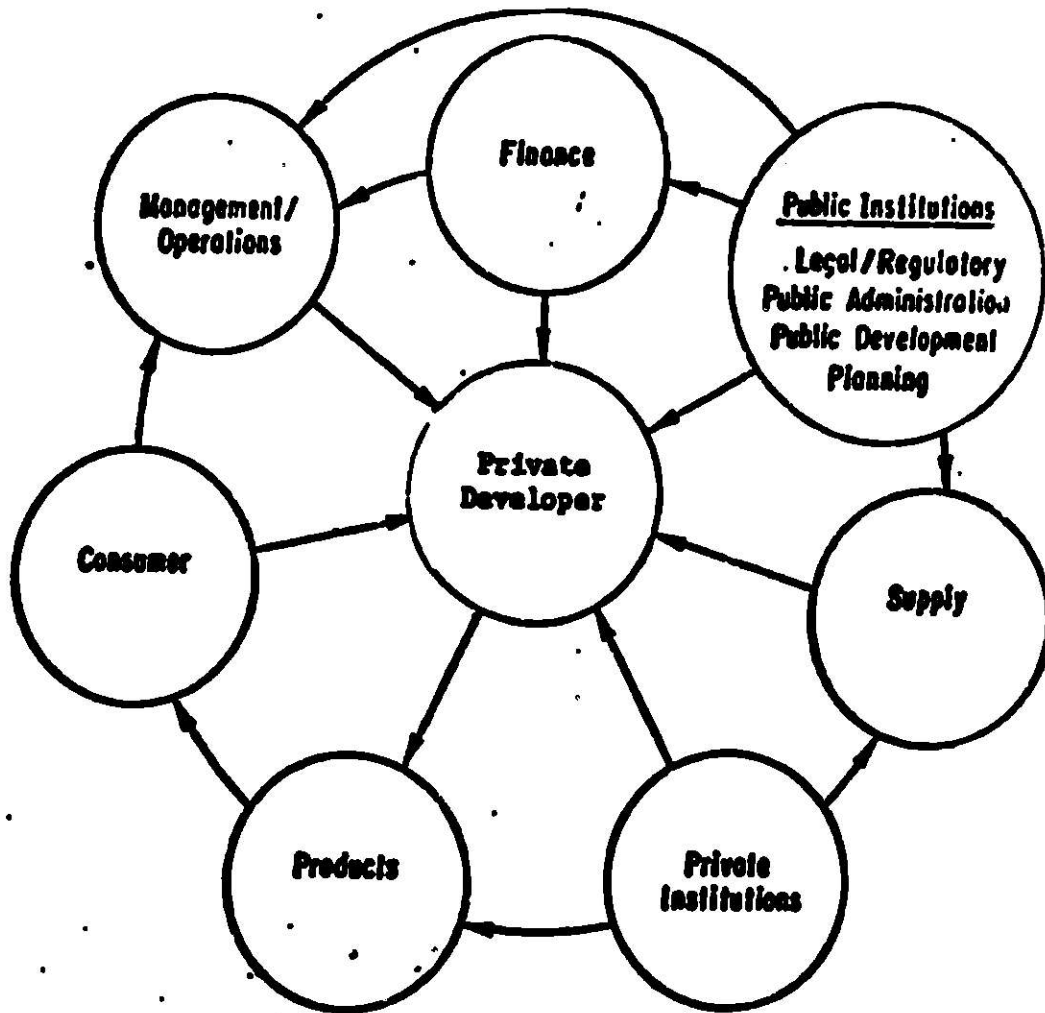 Finance
Management/
Operations
Public Institutions
Legal/Regulatory
Public Administration
Public Development
Planning
Private
Developer
Consumer
Supply
Products
Private
Institutions